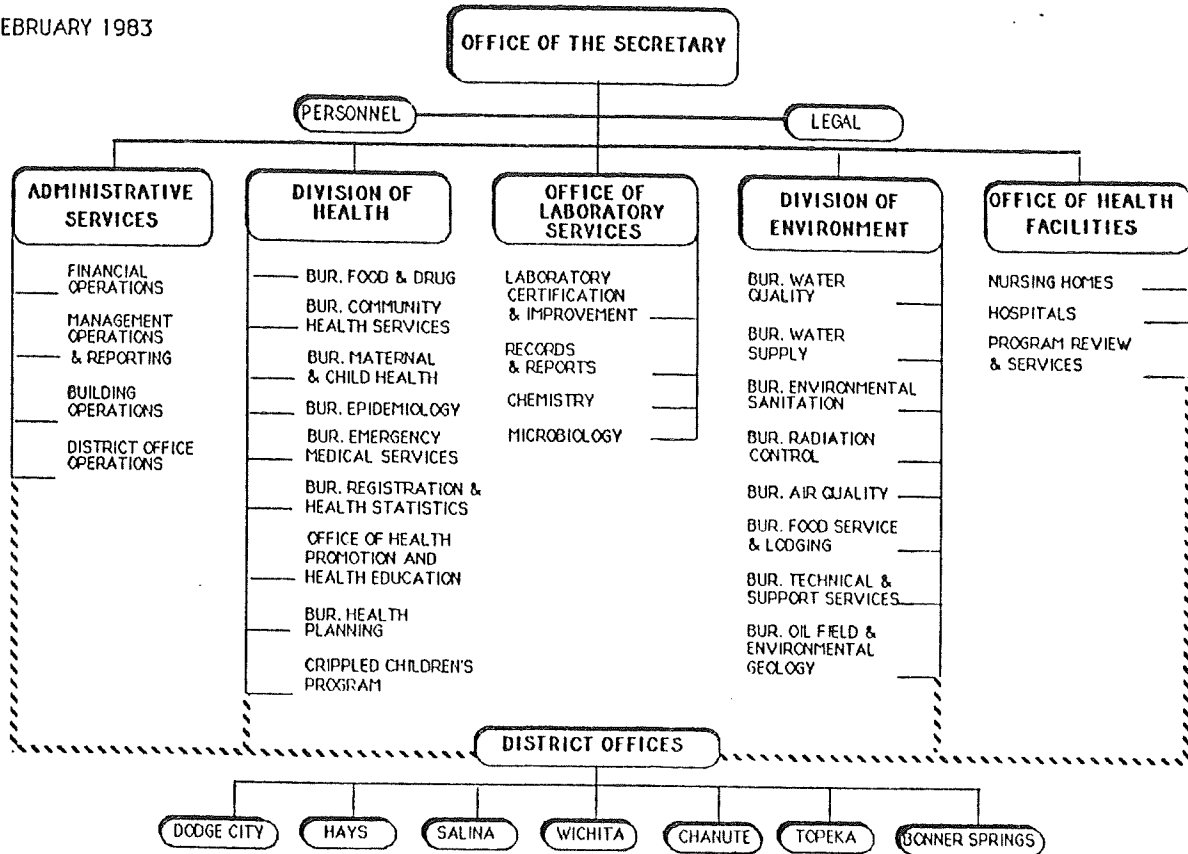 EBRUARY 1983
OFFICE OF THE SECRETARY
PERSONNEL
LEGAL
ADMINISTRATIVE
SERVICES
FINANCIAL
OPERATIONS
MANAGEMENT
OPERATIONS
& REPORTING
BUILDING
OPERATIONS
DISTRICT OFFICE
OPERATIONS
DIVISION OF
HEALTH
BUR. FOOD & DRUG
BUR. COMMUNITY
HEALTH SERVICES
BUR. MATERNAL
& CHILD HEALTH
BUR. EPIDEMIOLOGY
BUR. EMERGENCY
MEDICAL SERVICES
BUR. REGISTRATION &
HEALTH STATISTICS
OFFICE OF HEALTH
PROMOTION AND
HEALTH EDUCATION
BUR. HEALTH
PLANNING
CRIPPLED CHILDREN'S
PROGRAM
OFFICE OF
LABORATORY
SERVICES
LABORATORY
CERTIFICATION
& IMPROVEMENT
RECORDS
& REPORTS
CHEMISTRY
MICROBIOLOGY
DIVISION OF
ENVIRONMENT
BUR. WATER
QUALITY
BUR. WATER
SUPPLY
BUR. ENVIRONMENTAL
SANITATION
BUR. RADIATION
CONTROL
BUR. AIR QUALITY
BUR. FOOD SERVICE
& LODGING
BUR. TECHNICAL &
SUPPORT SERVICES
BUR. OIL FIELD &
ENVIRONMENTAL
GEOLOGY
OFFICE OF HEALTH
FACILITIES
NURSING HOMES
HOSPITALS
PROGRAM REVIEW
& SERVICES
DISTRICT OFFICES
DODGE CITY
HAYS
SALINA
WICHITA
CHANUTE
TOPEKA
BONNER SPRINGS